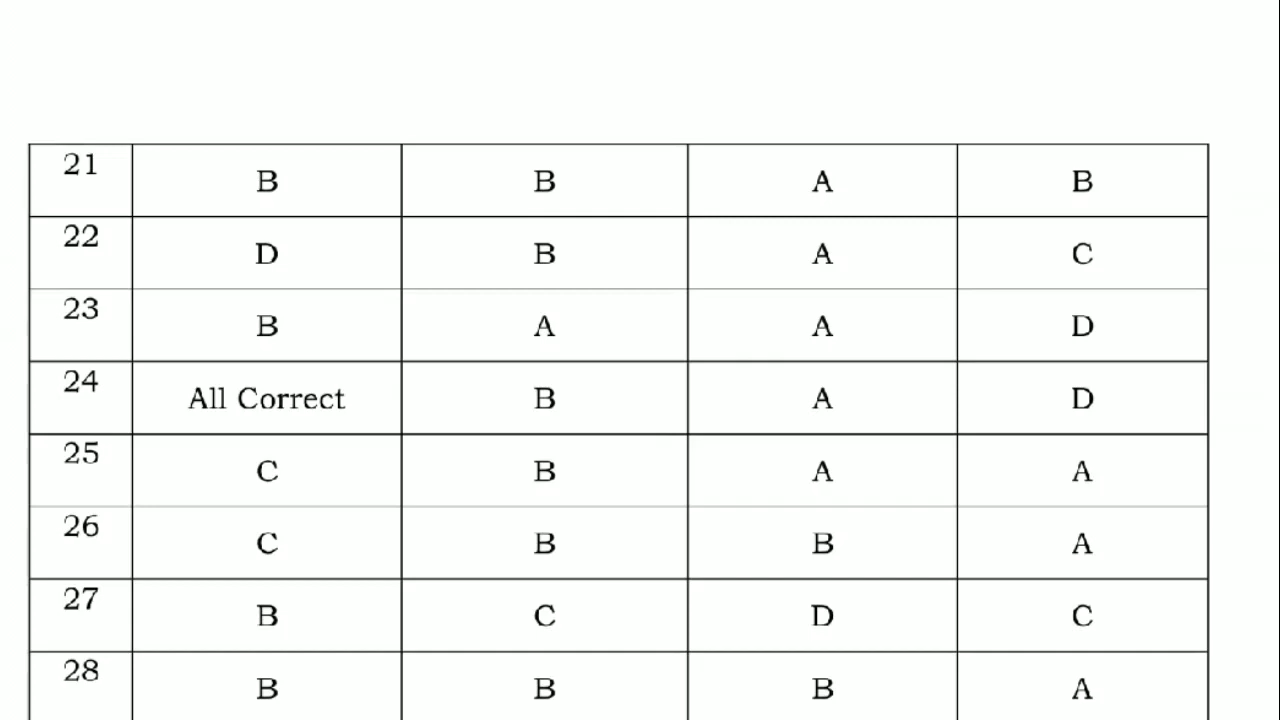 21 B B A B
22 D B A C
23 B A A D
24 All Correct B A D
25 C B A A
26 C B B A
27 B C D C
28 B B B A